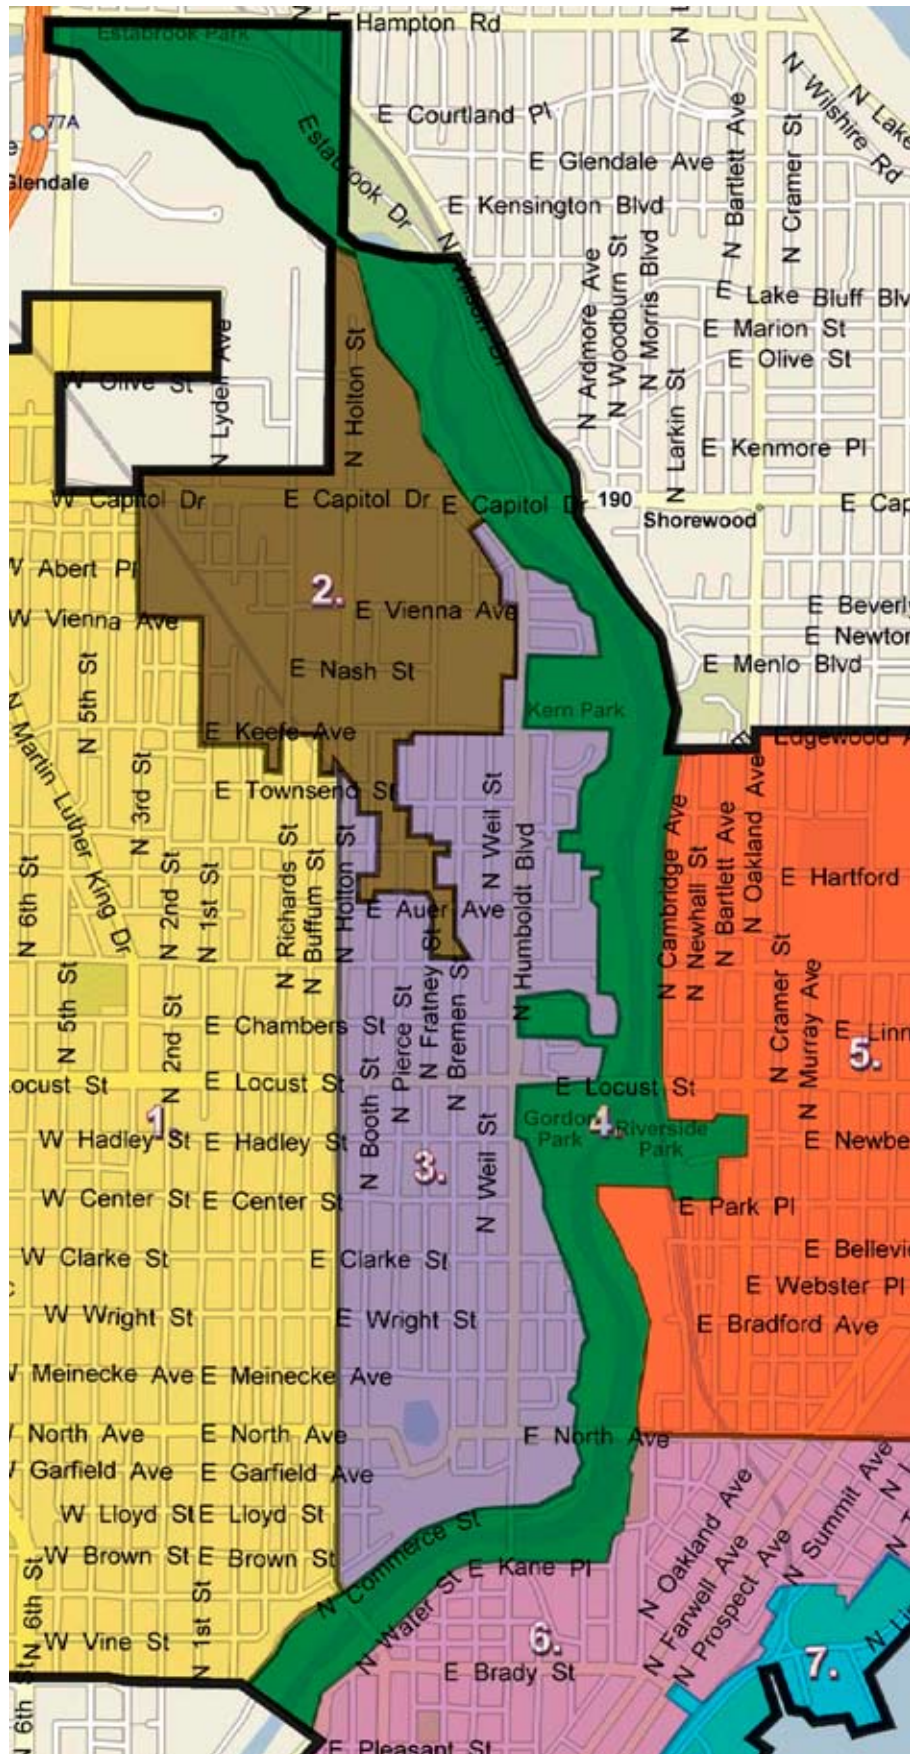 Hampton Rd
Estabrook Park
N Wilshire Rd
N Lake
77A
E Courtland Pl
N Bartlett Ave
N Cramer St
Estabrook Dr
E Glendale Ave
Glendale
E Kensington Blvd
N Wilson Dr
N Ardmore Ave
N Woodburn St
N Morris Blvd
E Lake Bluff Blv
E Marion St
E Olive St
W Olive St
N Lyden Ave
N Holton St
N Larkin St
E Kenmore Pl
W Capitol Dr
E Capitol Dr
E Capitol Dr
190
Shorewood
E Cap
W Abert Pl
2.
E Vienna Ave
W Vienna Ave
E Beverly
E Newton
E Menlo Blvd
E Nash St
N 5th St
N Martin Luther King Dr
Kern Park
E Keefe Ave
Edgewood A
N 3rd St
E Townsend St
N Weil St
N Humboldt Blvd
N Cambridge Ave
N Newhall St
N Bartlett Ave
N Oakland Ave
E Hartford
N 6th St
N 2nd St
N 1st St
N Richards St
N Buffum St
N Holton St
E Auer Ave
N 5th St
N 2nd St
N Pierce St
N Fratney St
N Bremen St
N Cramer St
N Murray Ave
E Chambers St
E Linn
5.
Locust St
E Locust St
E Locust St
N Booth St
1.
Gordon
Park
4.
Riverside
Park
W Hadley St
E Hadley St
3.
N Weil St
E Newbe
W Center St
E Center St
E Park Pl
W Clarke St
E Clarke St
E Bellevi
E Webster Pl
W Wright St
E Wright St
E Bradford Ave
W Meinecke Ave
E Meinecke Ave
North Ave
E North Ave
E North Ave
Garfield Ave
E Garfield Ave
W Lloyd St
E Lloyd St
N Commerce St
N Oakland Ave
N Summit Ave
W Brown St
E Brown St
E Kane Pl
N Farwell Ave
N Prospect Ave
N 6th St
N 1st St
N Water St
W Vine St
6.
E Brady St
7.
N Li
N 6th St
E Pleasant St